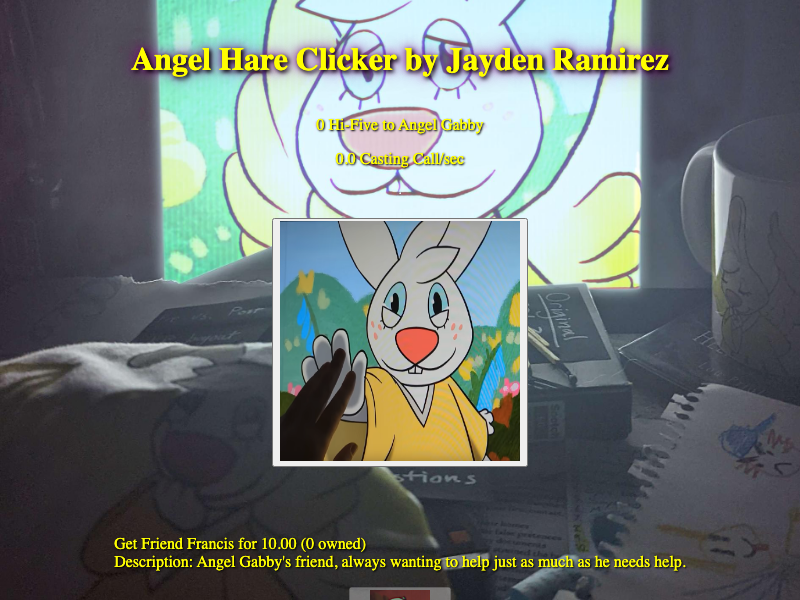 Angel Hare Clicker by Jayden Ramirez
0 Hi-Five to Angel Gabby
0.0 Casting Call/sec
Original
stions
Get Friend Francis for 10.00 (0 owned)
Description: Angel Gabby's friend, always wanting to help just as much as he needs help.